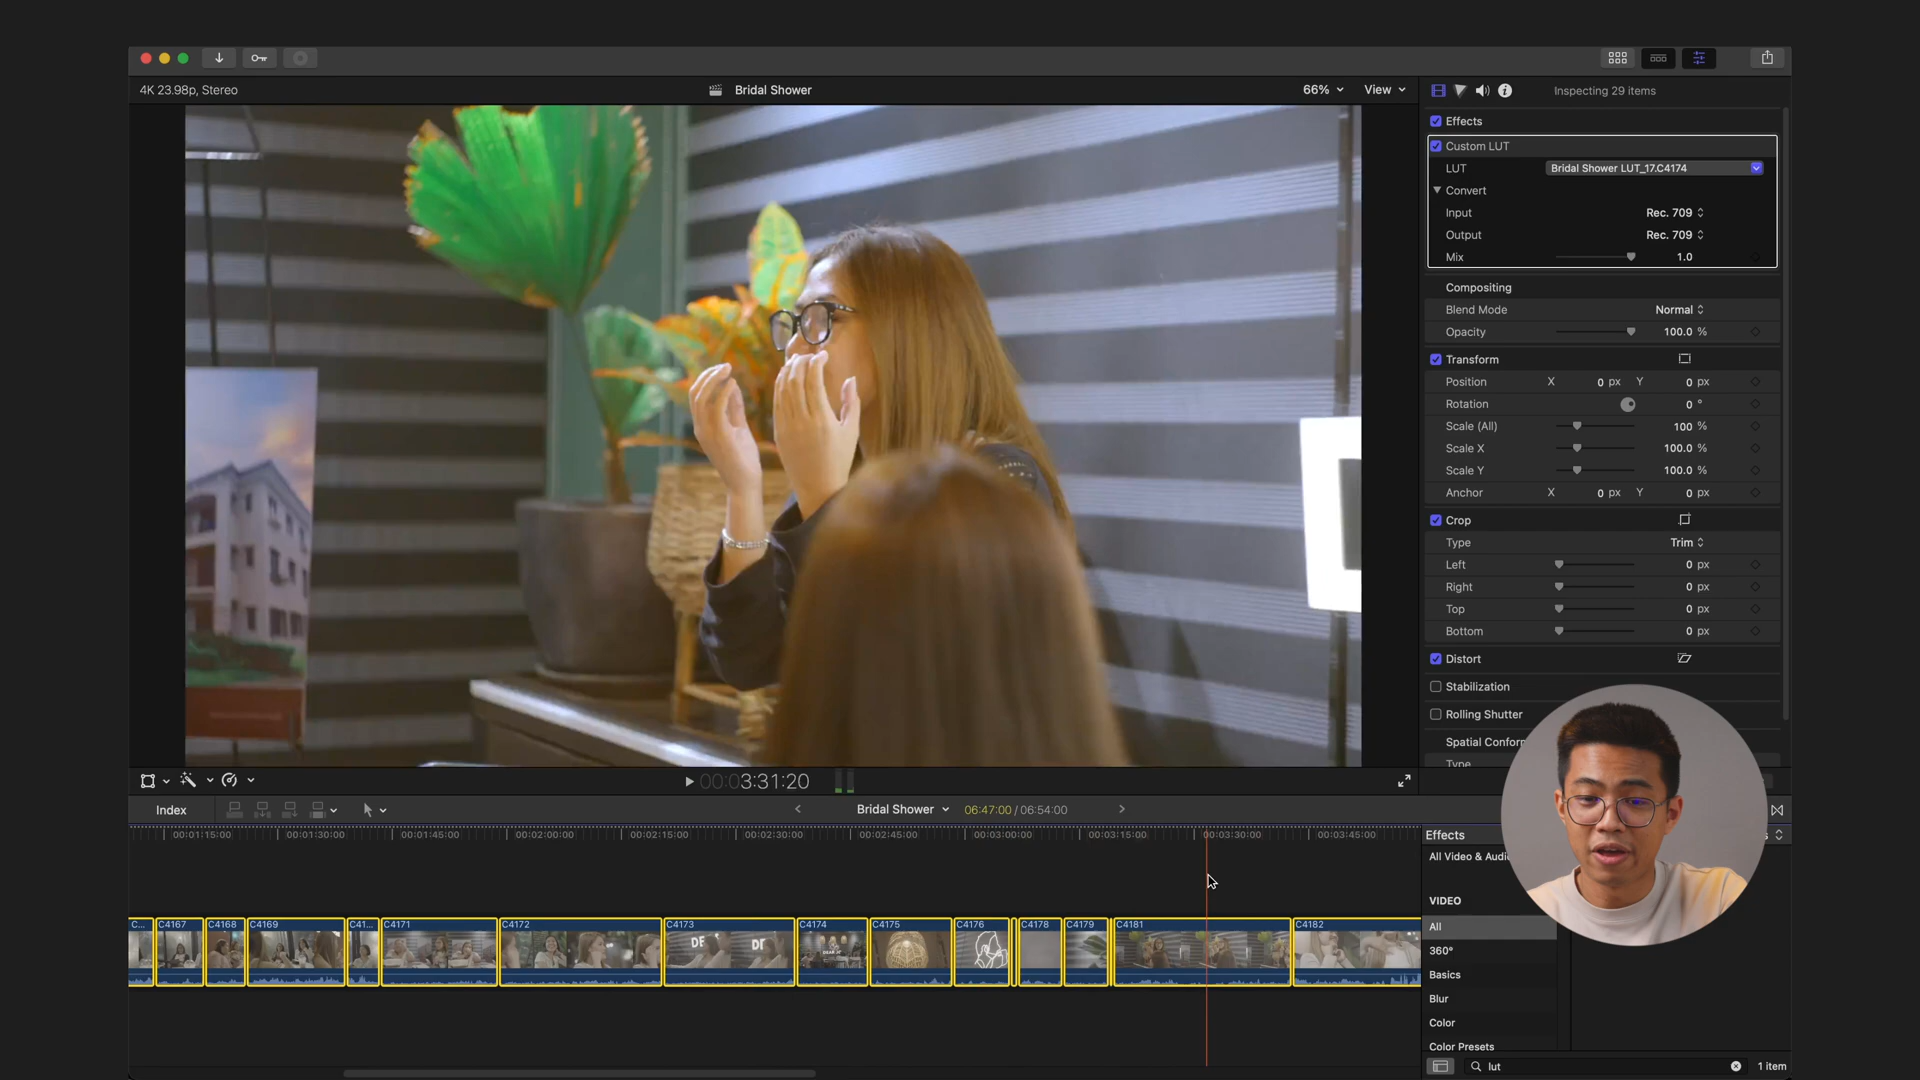 4K 23.98p, Stereo
Bridal Shower
66%
View
Inspecting 29 items
Effects
Custom LUT
LUT
Bridal Shower LUT_17.C4174
Convert
Input
Rec. 709
Output
Rec. 709
Mix
1.0
Compositing
Blend Mode
Normal
Opacity
100.0 %
Transform
Position
X
0 px
Y
0 px
Rotation
0 °
Scale (All)
100 %
Scale X
100.0 %
Scale Y
100.0 %
Anchor
X
0 px
Y
0 px
Crop
Type
Trim
Left
0 px
Right
0 px
Top
0 px
Bottom
0 px
Distort
Stabilization
Rolling Shutter
Spatial Conform
Type
00:03:31:20
Index
Bridal Shower
06:47:00 / 06:54:00
00:01:15:00
00:01:30:00
00:01:45:00
00:02:00:00
00:02:15:00
00:02:30:00
00:02:45:00
00:03:00:00
00:03:15:00
00:03:30:00
00:03:45:00
C...
C4167
C4168
C4169
C41...
C4171
C4172
C4173
C4174
C4175
C4176
C4178
C4179
C4181
C4182
Effects
All Video & Audio
VIDEO
All
360°
Basics
Blur
Color
Color Presets
lut
1 item